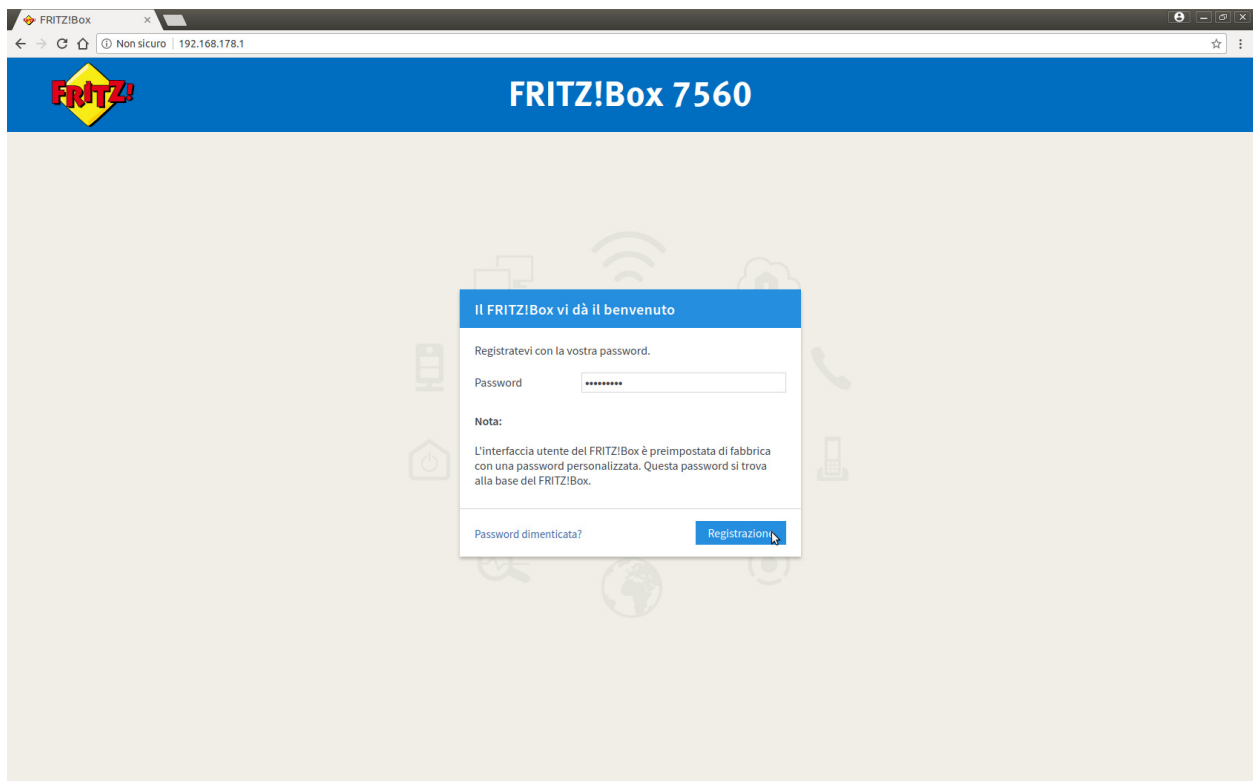 FRITZ!Box
Non sicuro 192.168.178.1
FRITZ!
FRITZ!Box 7560
Il FRITZ!Box vi dà il benvenuto
Registratevi con la vostra password.
Password •••••••••
Nota:
L'interfaccia utente del FRITZ!Box è preimpostata di fabbrica
con una password personalizzata. Questa password si trova
alla base del FRITZ!Box.
Password dimenticata? Registrazione